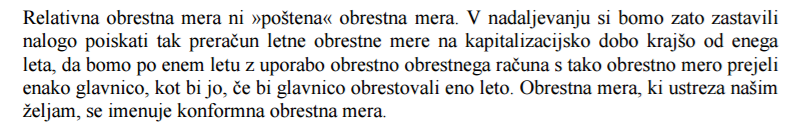 Relativna obrestna mera ni »poštena« obrestna mera. V nadaljevanju si bomo zato zastavili
nalogo poiskati tak preračun letne obrestne mere na kapitalizacijsko dobo krajšo od enega
leta, da bomo po enem letu z uporabo obrestno obrestnega računa s tako obrestno mero prejeli
enako glavnico, kot bi jo, če bi glavnico obrestovali eno leto. Obrestna mera, ki ustreza našim
željam, se imenuje konformna obrestna mera.